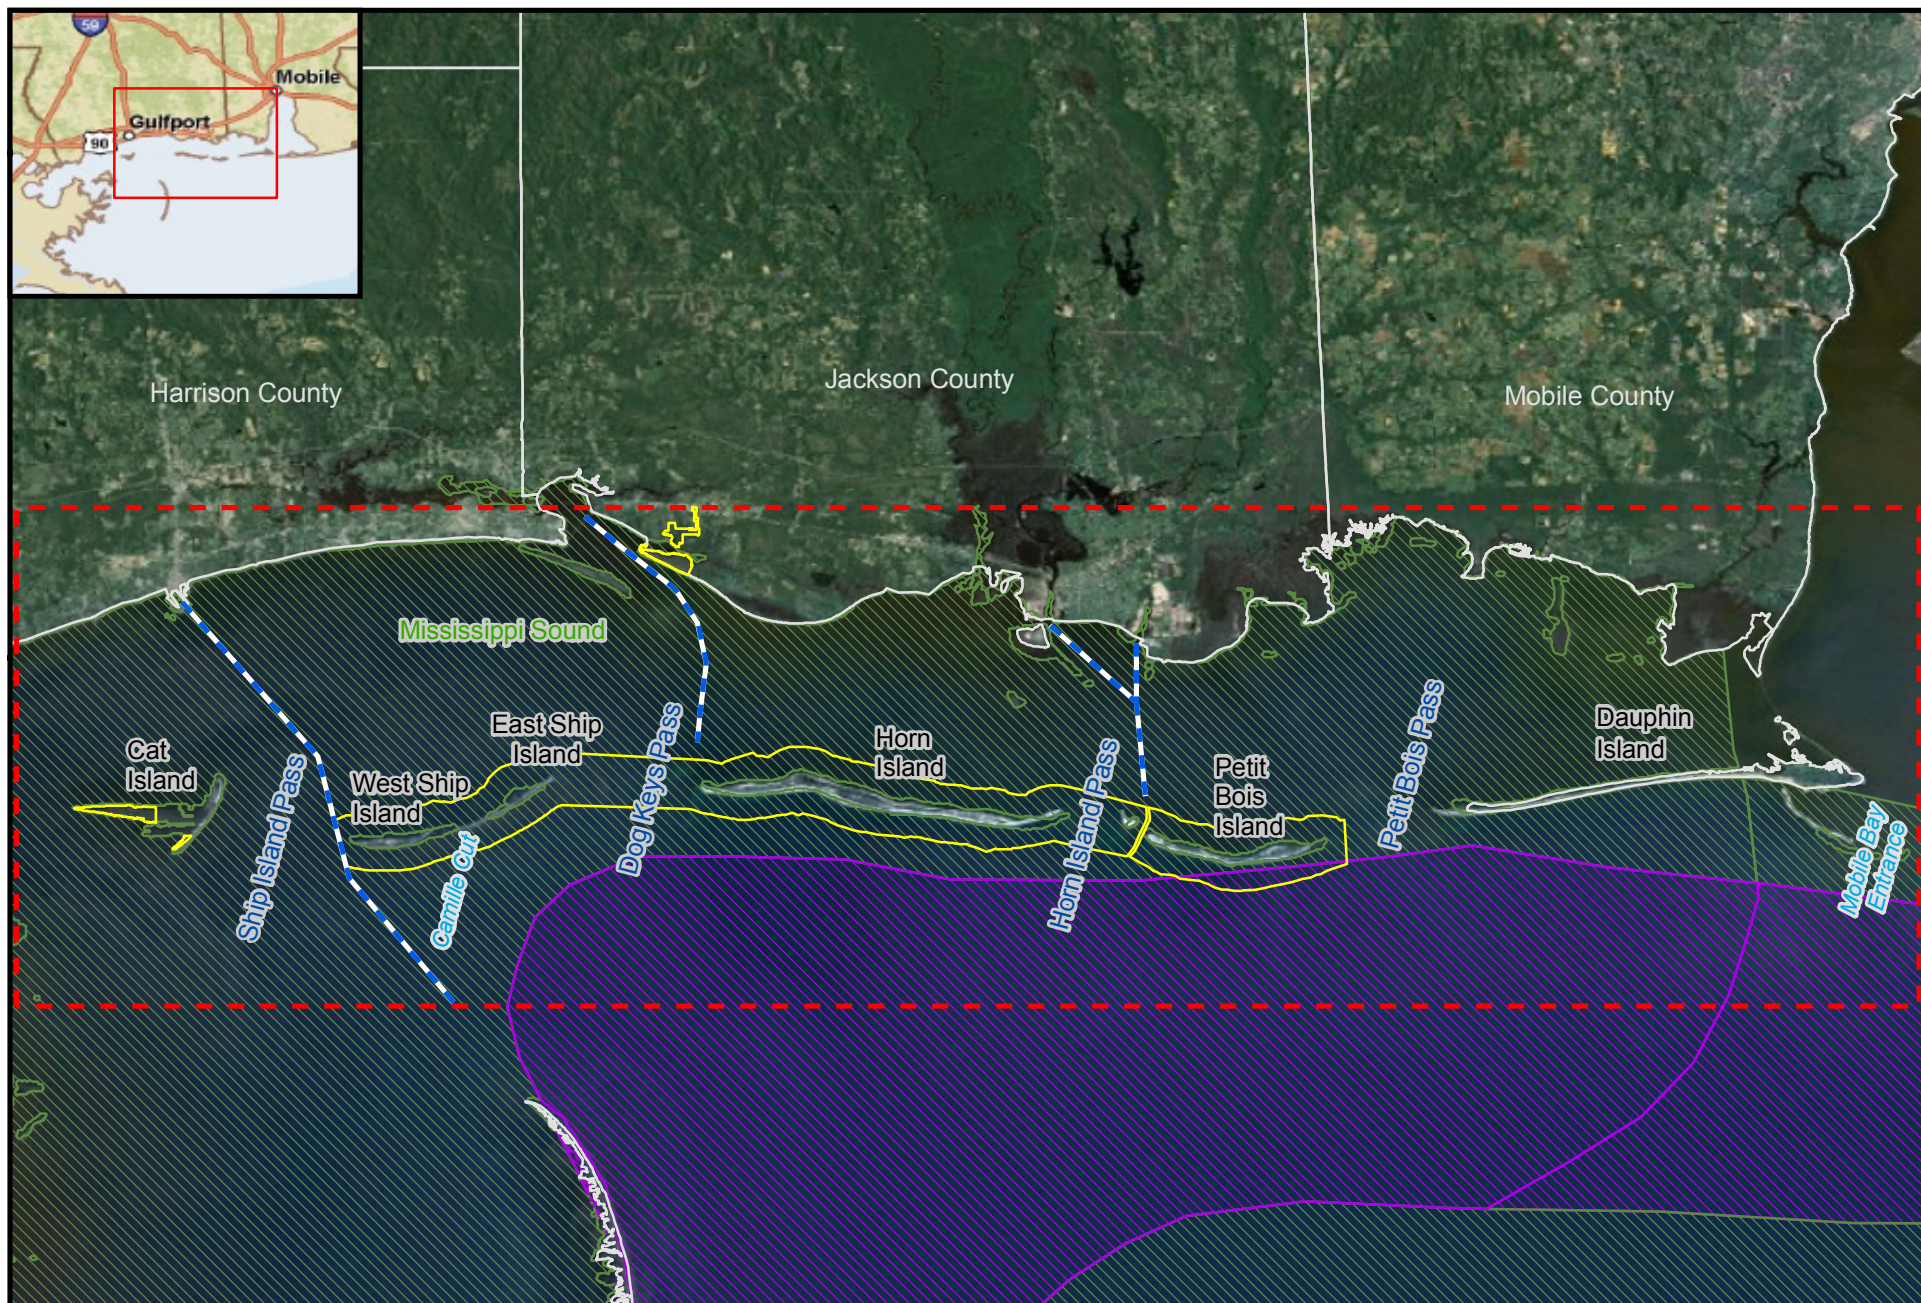 59
Mobile
Gulfport
90
Harrison County
Jackson County
Mobile County
Mississippi Sound
Cat
Island
Ship Island Pass
West Ship
Island
East Ship
Island
Camille Cut
Dog Keys Pass
Horn
Island
Horn Island Pass
Petit
Bois
Island
Petit Bois Pass
Dauphin
Island
Mobile Bay
Entrance